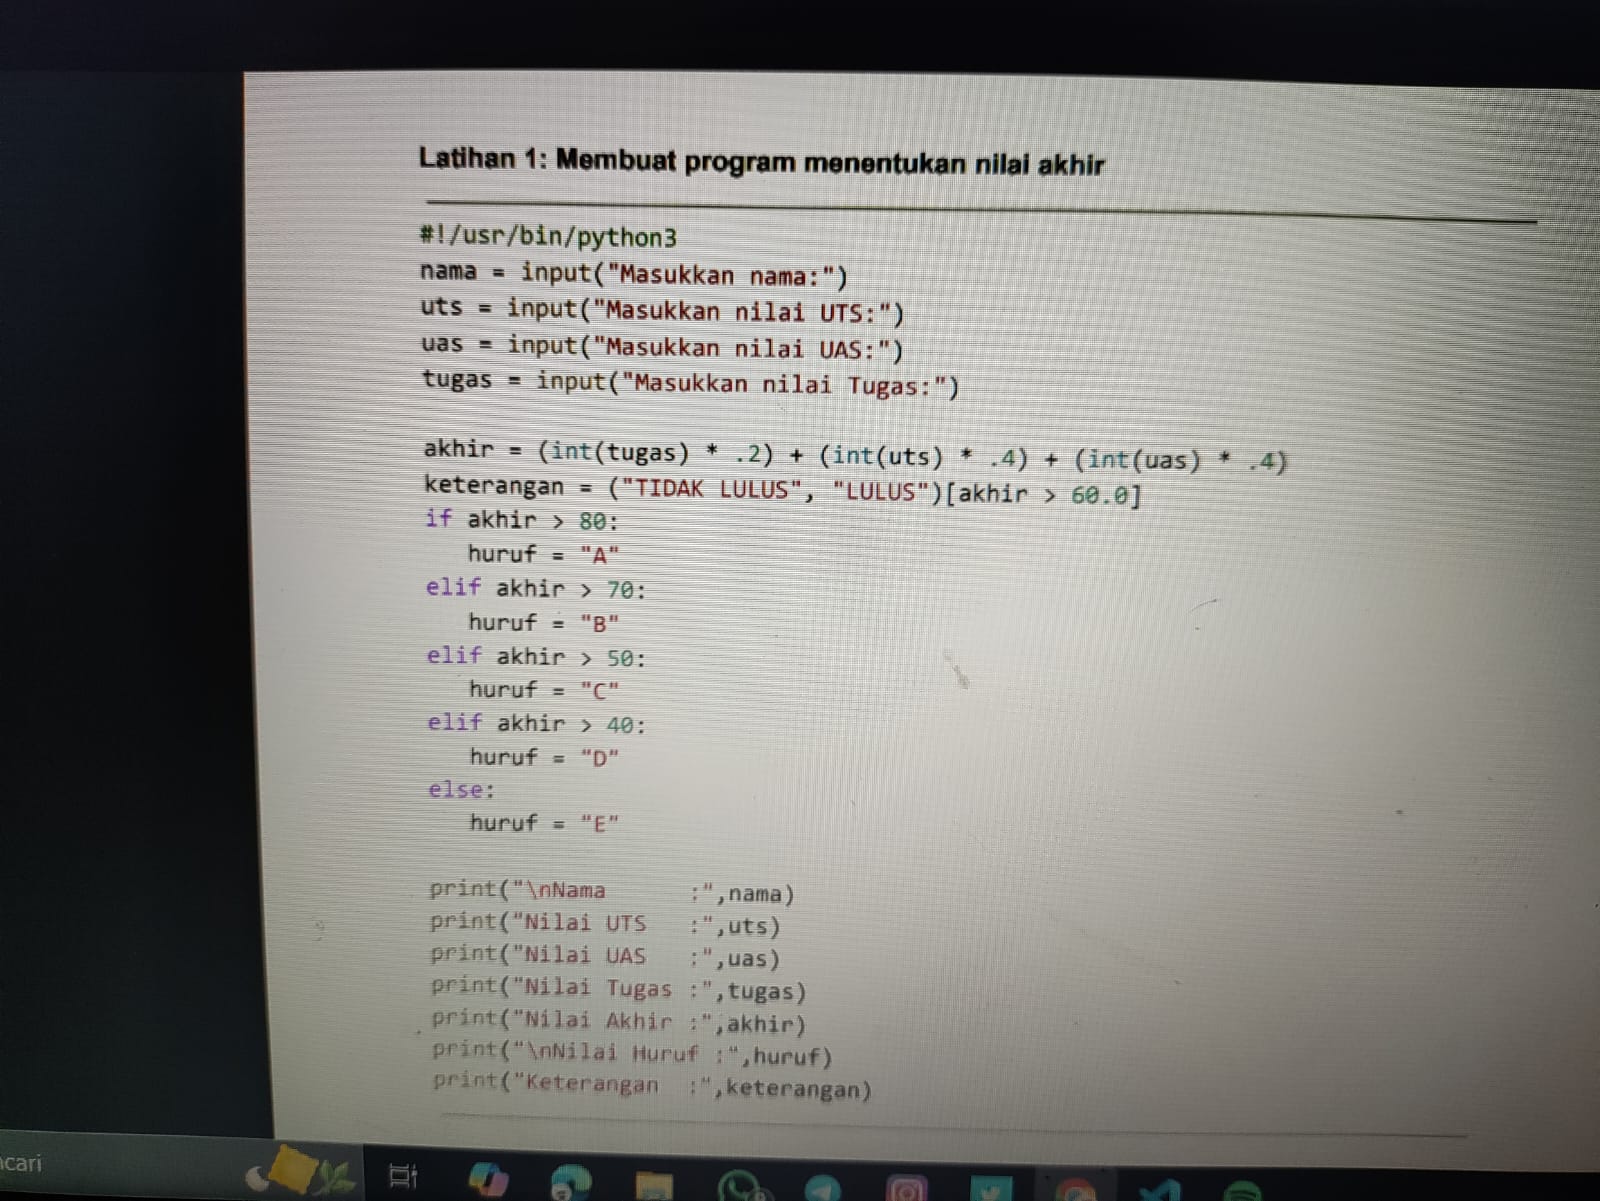 Latihan 1: Membuat program menentukan nilai akhir
#!/usr/bin/python3
nama = input("Masukkan nama:")
uts = input("Masukkan nilai UTS:")
uas = input("Masukkan nilai UAS:")
tugas = input("Masukkan nilai Tugas:")
akhir = (int(tugas) * .2) + (int(uts) * .4) + (int(uas) * .4)
keterangan = ("TIDAK LULUS", "LULUS")[akhir > 60.0]
if akhir > 80:
   huruf = "A"
elif akhir > 70:
   huruf = "B"
elif akhir > 50:
   huruf = "C"
elif akhir > 40:
   huruf = "D"
else:
   huruf = "E"
print("\nNama      :",nama)
print("Nilai UTS   :",uts)
print("Nilai UAS   :",uas)
print("Nilai Tugas :",tugas)
print("Nilai Akhir :",akhir)
print("\nNilai Huruf :",huruf)
print("Keterangan  :",keterangan)
cari